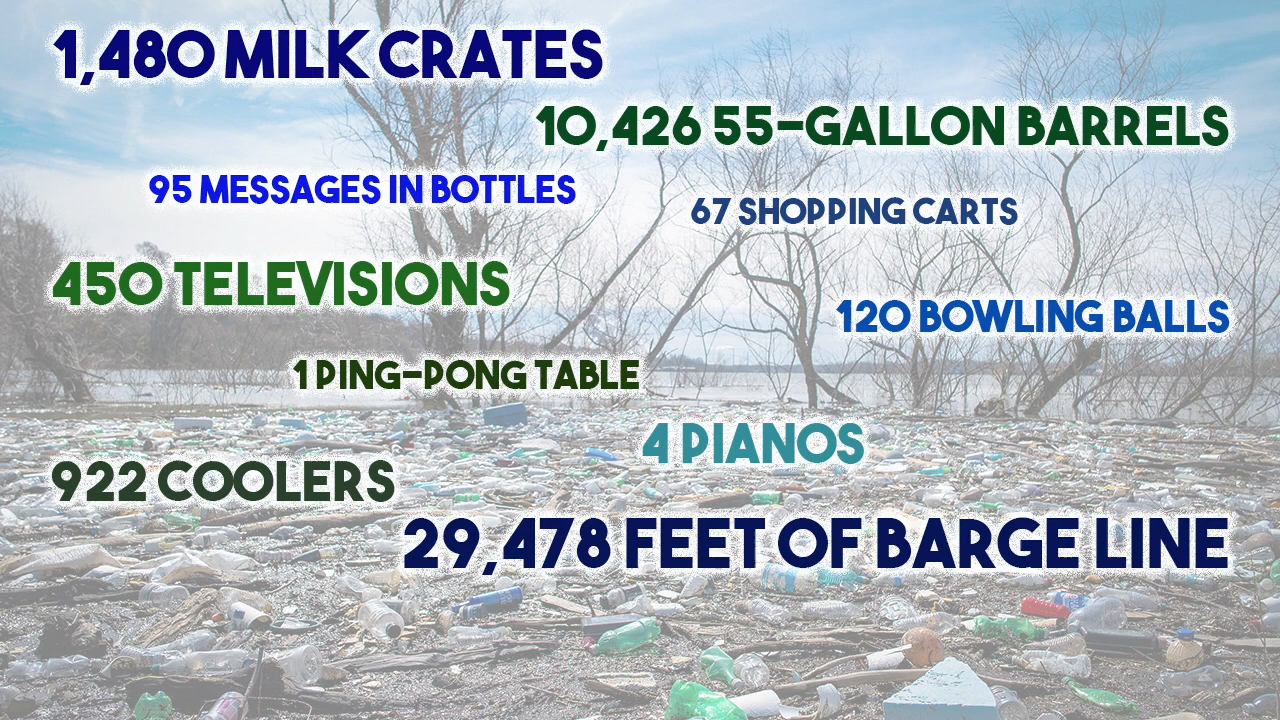 1,480 MILK CRATES
10,426 55-GALLON BARRELS
95 MESSAGES IN BOTTLES
67 SHOPPING CARTS
450 TELEVISIONS
120 BOWLING BALLS
1 PING-PONG TABLE
4 PIANOS
922 COOLERS
29,478 FEET OF BARGE LINE